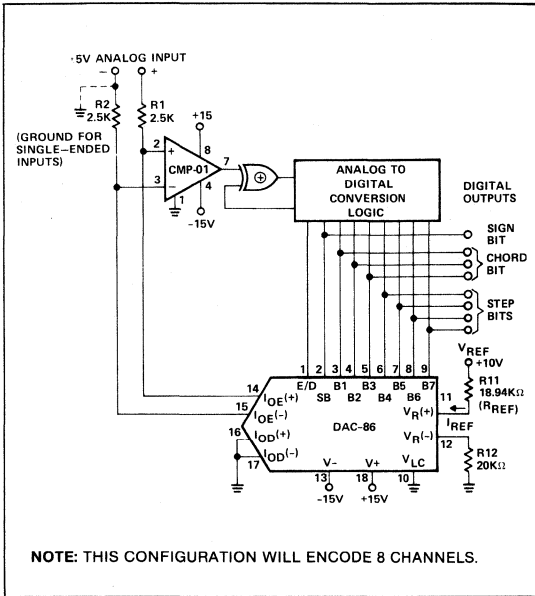 ·5V ANALOG INPUT
− +
R2
2.5K
R1
2.5K
+15
(GROUND FOR
SINGLE–ENDED
INPUTS)
2 + 8
CMP-01 7
3 − 4
1
-15V
ANALOG TO
DIGITAL
CONVERSION
LOGIC
DIGITAL
OUTPUTS
SIGN
BIT
CHORD
BIT
STEP
BITS
1 2 3 4 5 6 7 8 9
E/D B1 B3 B5 B7
SB B2 B4 B6
VREF
+10V
R11
18.94KΩ
(RREF)
14 IOE(+)
15 IOE(-)
16 IOD(+)
17 IOD(-)
DAC-86
11 VR(+)
IREF
VR(-) 12
R12
20KΩ
V- V+ VLC
13 18 10
-15V +15V
NOTE: THIS CONFIGURATION WILL ENCODE 8 CHANNELS.